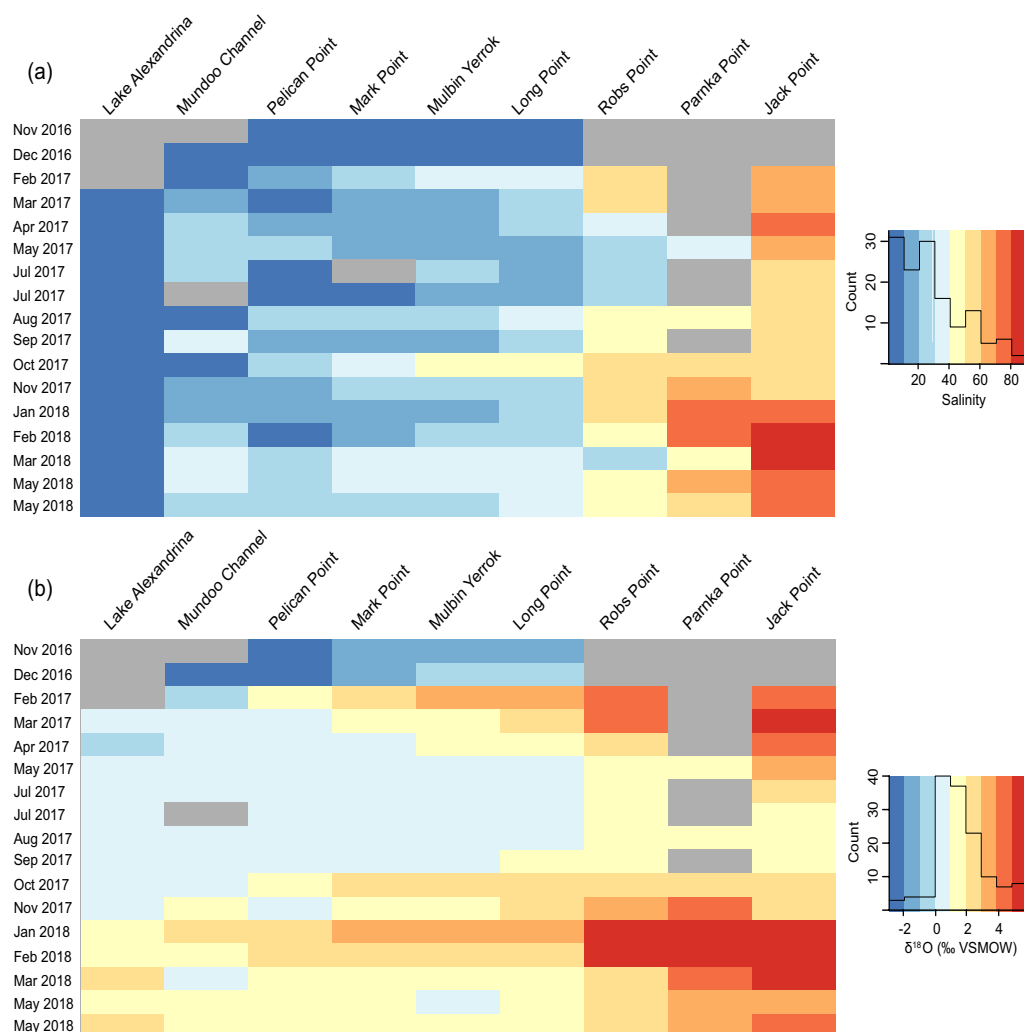 (a)
Lake Alexandrina
Mundoo Channel
Pelican Point
Mark Point
Mulbin Yerrok
Long Point
Robs Point
Parnka Point
Jack Point
Nov 2016
Dec 2016
Feb 2017
Mar 2017
Apr 2017
May 2017
Jul 2017
Jul 2017
Aug 2017
Sep 2017
Oct 2017
Nov 2017
Jan 2018
Feb 2018
Mar 2018
May 2018
May 2018
Count
30
20
10
20 40 60 80
Salinity
(b)
Lake Alexandrina
Mundoo Channel
Pelican Point
Mark Point
Mulbin Yerrok
Long Point
Robs Point
Parnka Point
Jack Point
Nov 2016
Dec 2016
Feb 2017
Mar 2017
Apr 2017
May 2017
Jul 2017
Jul 2017
Aug 2017
Sep 2017
Oct 2017
Nov 2017
Jan 2018
Feb 2018
Mar 2018
May 2018
May 2018
Count
40
30
20
10
-2 0 2 4
δ¹⁸O (‰ VSMOW)